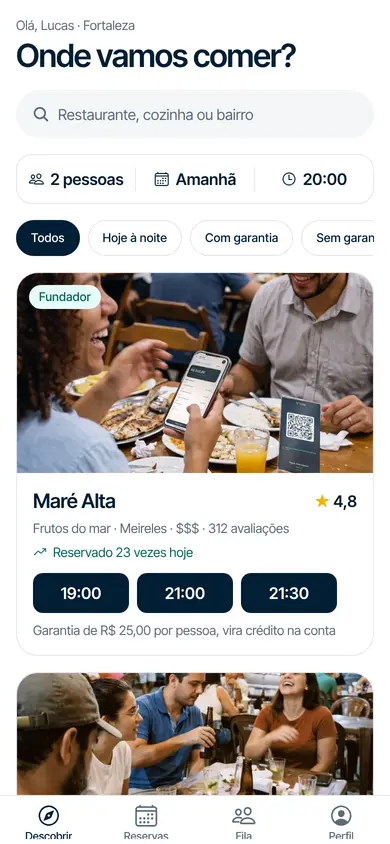 Olá, Lucas · Fortaleza
Onde vamos comer?
Restaurante, cozinha ou bairro
2 pessoas
Amanhã
20:00
Todos
Hoje à noite
Com garantia
Sem garan
Fundador
Maré Alta
4,8
Frutos do mar · Meireles · $$$ · 312 avaliações
Reservado 23 vezes hoje
19:00
21:00
21:30
Garantia de R$ 25,00 por pessoa, vira crédito na conta
Descobrir
Reservas
Fila
Perfil